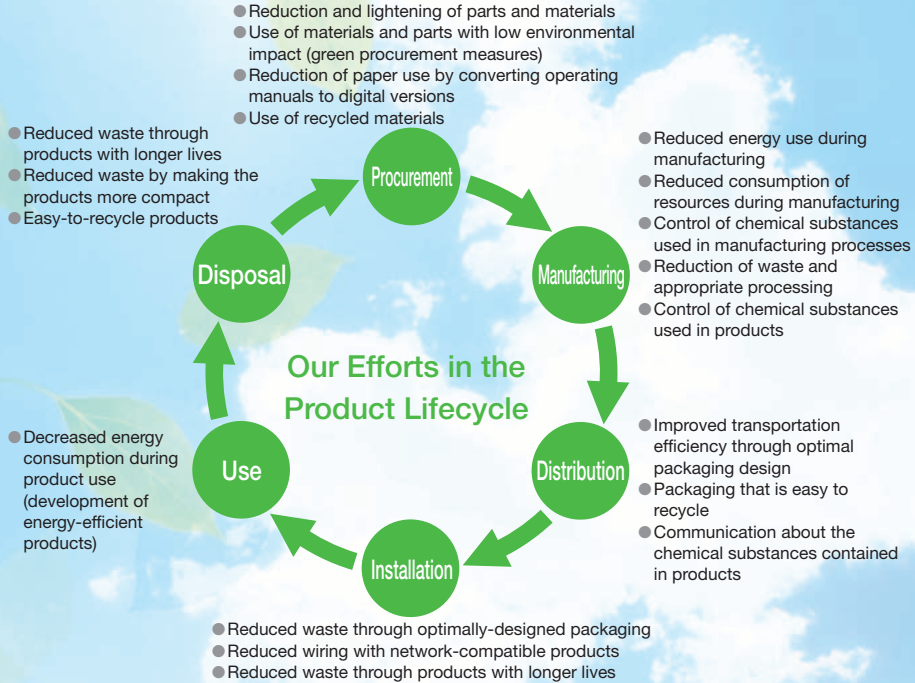 ● Reduction and lightening of parts and materials
● Use of materials and parts with low environmental
impact (green procurement measures)
● Reduction of paper use by converting operating
manuals to digital versions
● Use of recycled materials
Procurement
● Reduced energy use during
manufacturing
● Reduced consumption of
resources during manufacturing
● Control of chemical substances
used in manufacturing processes
● Reduction of waste and
appropriate processing
● Control of chemical substances
used in products
Manufacturing
● Improved transportation
efficiency through optimal
packaging design
● Packaging that is easy to
recycle
● Communication about the
chemical substances contained
in products
Distribution
Installation
● Reduced waste through optimally-designed packaging
● Reduced wiring with network-compatible products
● Reduced waste through products with longer lives
Use
● Decreased energy
consumption during
product use
(development of
energy-efficient
products)
Disposal
● Reduced waste through
products with longer lives
● Reduced waste by making the
products more compact
● Easy-to-recycle products
Our Efforts in the
Product Lifecycle